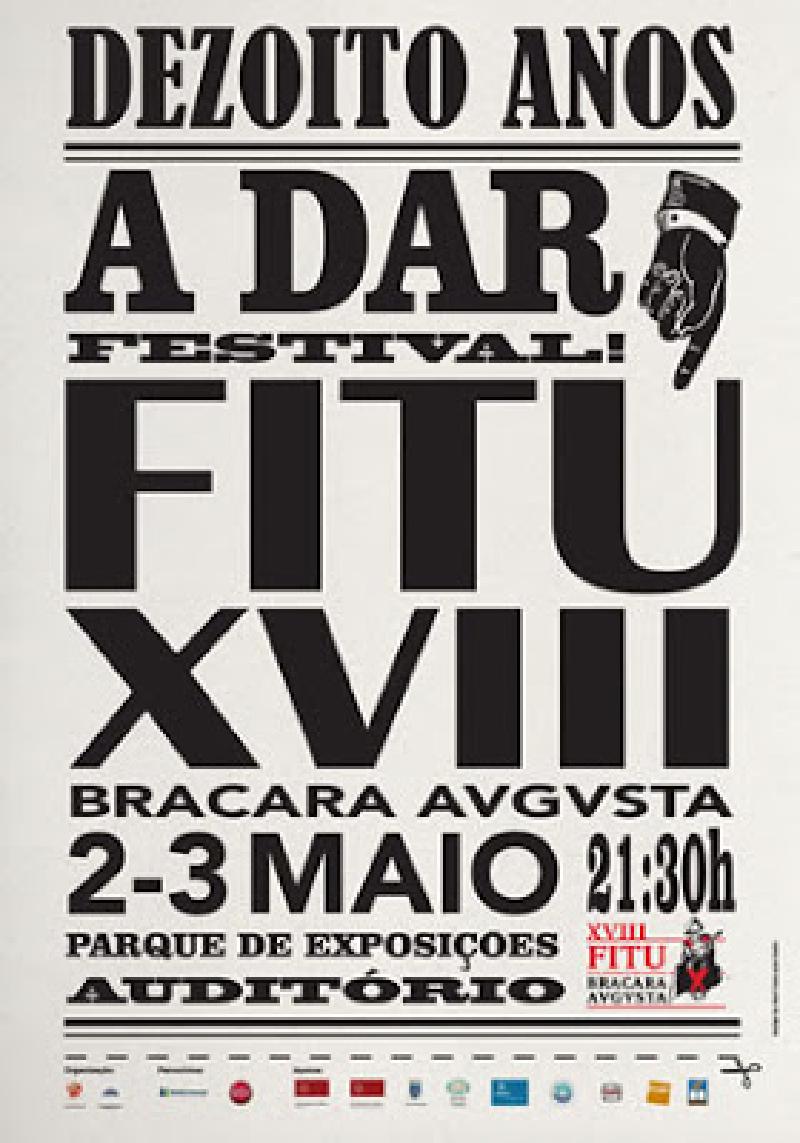 DEZOITO ANOS
A DAR
FESTIVAL!
FITU
XVIII
BRACARA AVGVSTA
2-3 MAIO 21:30h
PARQUE DE EXPOSIÇOES
AUDITÓRIO
XVIII
FITU
BRACARA
AVGVSTA